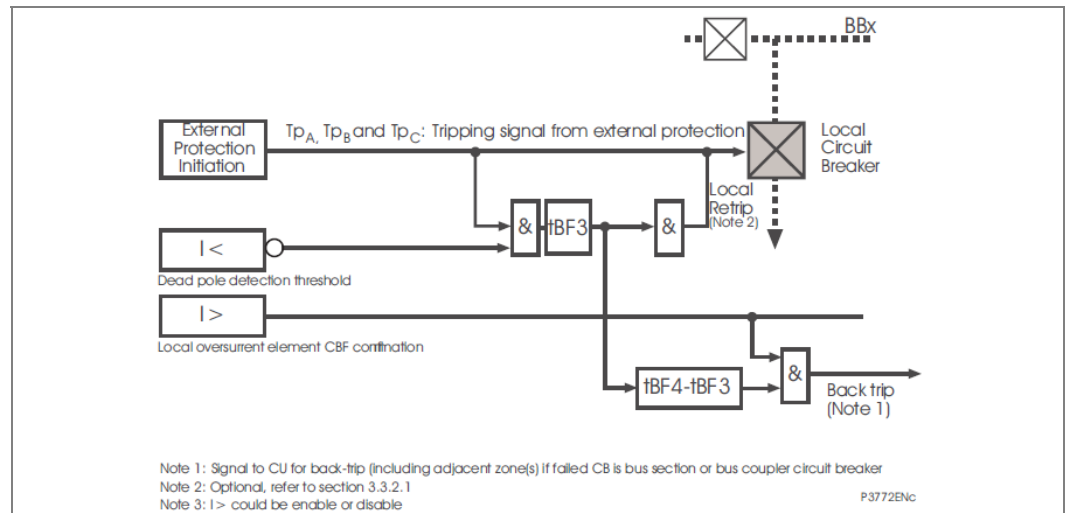 BBx
External
Protection
Initiation
TpA, TpB and TpC: Tripping signal from external protection
Local
Circuit
Breaker
Local
Retrip
(Note 2)
&
tBF3
&
I<
Dead pole detection threshold
I>
Local oversurrent element CBF confination
tBF4-tBF3
&
Back trip
(Note 1)
Note 1: Signal to CU for back-trip (including adjacent zone(s) if failed CB is bus section or bus coupler circuit breaker
Note 2: Optional, refer to section 3.3.2.1
Note 3: I> could be enable or disable
P3772ENc